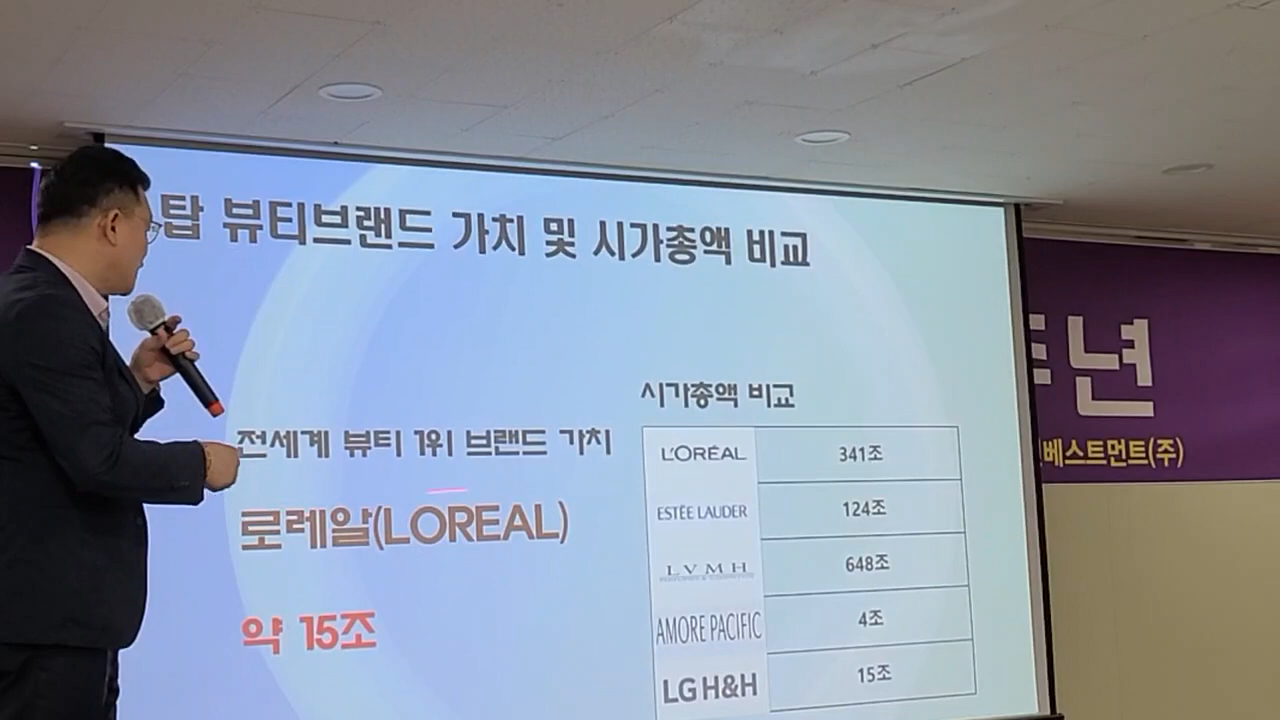 탑 뷰티브랜드 가치 및 시가총액 비교
전세계 뷰티 1위 브랜드 가치
로레알(LOREAL)
약 15조
시가총액 비교
L'ORÉAL 341조
ESTĒE LAUDER 124조
LVMH 648조
AMORE PACIFIC 4조
LG H&H 15조
년
베스트먼트(주)